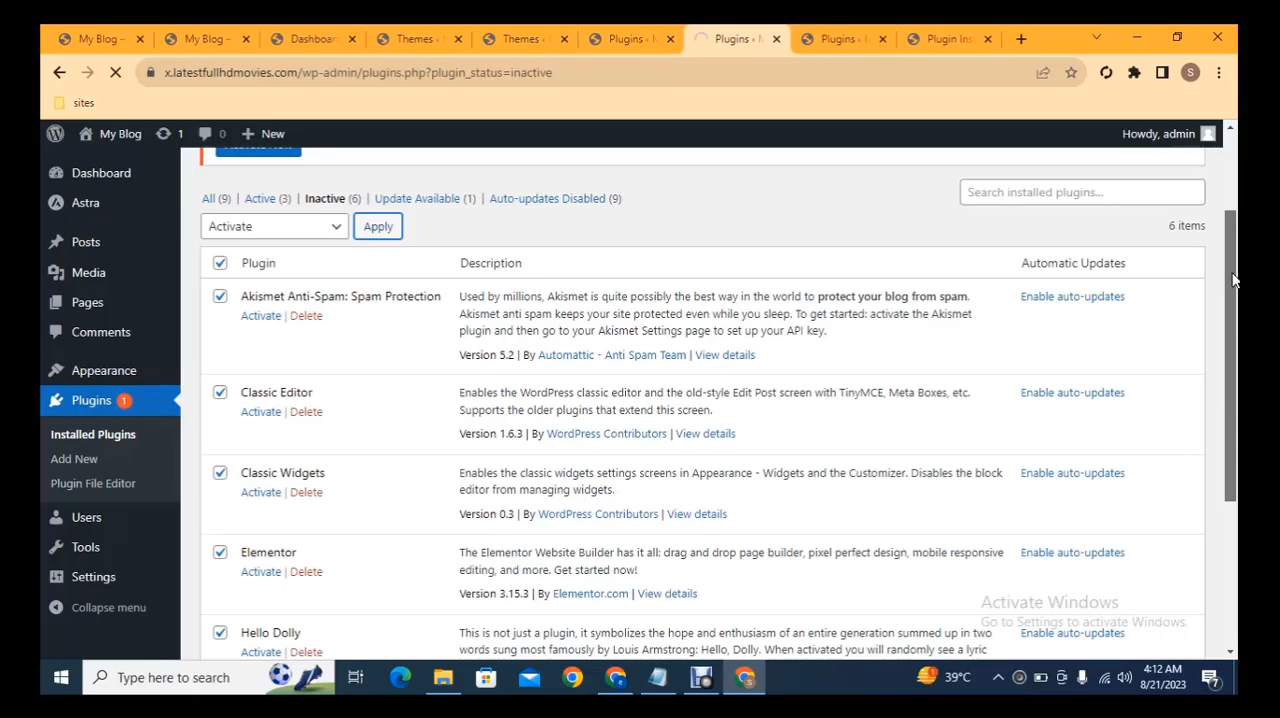 My Blog –
My Blog –
Dashboar
Themes ‹
Themes ‹
Plugins ‹ M
Plugins ‹ M
Plugins ‹ M
Plugin Ins
x.latestfullhdmovies.com/wp-admin/plugins.php?plugin_status=inactive
S
sites
My Blog
1
0
New
Howdy, admin
Dashboard
Astra
Posts
Media
Pages
Comments
Appearance
Plugins 1
Installed Plugins
Add New
Plugin File Editor
Users
Tools
Settings
Collapse menu
All (9) | Active (3) | Inactive (6) | Update Available (1) | Auto-updates Disabled (9)
Search installed plugins...
Activate
Apply
6 items
Plugin Description Automatic Updates
Akismet Anti-Spam: Spam Protection
Activate | Delete
Used by millions, Akismet is quite possibly the best way in the world to protect your blog from spam.
Akismet anti spam keeps your site protected even while you sleep. To get started: activate the Akismet
plugin and then go to your Akismet Settings page to set up your API key.
Version 5.2 | By Automattic - Anti Spam Team | View details
Enable auto-updates
Classic Editor
Activate | Delete
Enables the WordPress classic editor and the old-style Edit Post screen with TinyMCE, Meta Boxes, etc.
Supports the older plugins that extend this screen.
Version 1.6.3 | By WordPress Contributors | View details
Enable auto-updates
Classic Widgets
Activate | Delete
Enables the classic widgets settings screens in Appearance - Widgets and the Customizer. Disables the block
editor from managing widgets.
Version 0.3 | By WordPress Contributors | View details
Enable auto-updates
Elementor
Activate | Delete
The Elementor Website Builder has it all: drag and drop page builder, pixel perfect design, mobile responsive
editing, and more. Get started now!
Version 3.15.3 | By Elementor.com | View details
Enable auto-updates
Hello Dolly
Activate | Delete
This is not just a plugin, it symbolizes the hope and enthusiasm of an entire generation summed up in two
words sung most famously by Louis Armstrong: Hello, Dolly. When activated you will randomly see a lyric
Enable auto-updates
Activate Windows
Go to Settings to activate Windows.
Type here to search
39°C
4:12 AM
8/21/2023
7